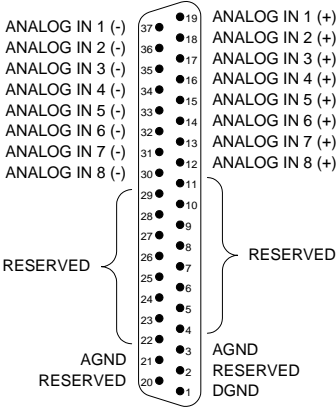 ANALOG IN 1 (-) 37 19 ANALOG IN 1 (+)
ANALOG IN 2 (-) 36 18 ANALOG IN 2 (+)
ANALOG IN 3 (-) 35 17 ANALOG IN 3 (+)
ANALOG IN 4 (-) 34 16 ANALOG IN 4 (+)
ANALOG IN 5 (-) 33 15 ANALOG IN 5 (+)
ANALOG IN 6 (-) 32 14 ANALOG IN 6 (+)
ANALOG IN 7 (-) 31 13 ANALOG IN 7 (+)
ANALOG IN 8 (-) 30 12 ANALOG IN 8 (+)
29 11
28 10
27 9
26 8
RESERVED 25 7 RESERVED
24 6
23 5
22 4
AGND 21 3 AGND
RESERVED 20 2 RESERVED
1 DGND